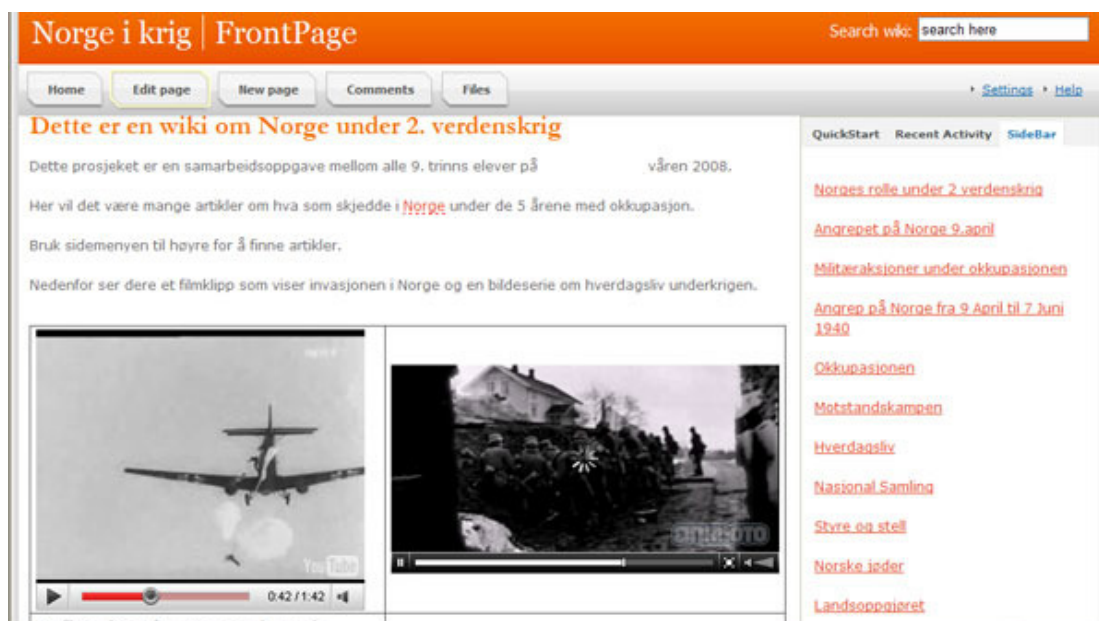 Norge i krig | FrontPage
Search wiki: search here
Home Edit page New page Comments Files
Settings Help
Dette er en wiki om Norge under 2. verdenskrig
Dette prosjeket er en samarbeidsoppgave mellom alle 9. trinns elever på våren 2008.
Her vil det være mange artikler om hva som skjedde i Norge under de 5 årene med okkupasjon.
Bruk sidemenyen til høyre for å finne artikler.
Nedenfor ser dere et filmklipp som viser invasjonen i Norge og en bildeserie om hverdagsliv underkrigen.
You Tube
0:42 / 1:42
animoto
QuickStart Recent Activity SideBar
Norges rolle under 2 verdenskrig
Angrepet på Norge 9.april
Militæraksjoner under okkupasjonen
Angrep på Norge fra 9 April til 7 Juni
1940
Okkupasjonen
Motstandskampen
Hverdagsliv
Nasjonal Samling
Styre og stell
Norske jøder
Landsoppgjøret